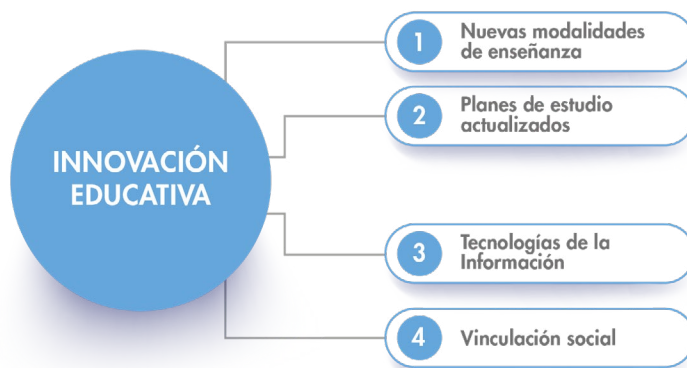 INNOVACIÓN
EDUCATIVA
1
Nuevas modalidades
de enseñanza
2
Planes de estudio
actualizados
3
Tecnologías de la
Información
4
Vinculación social